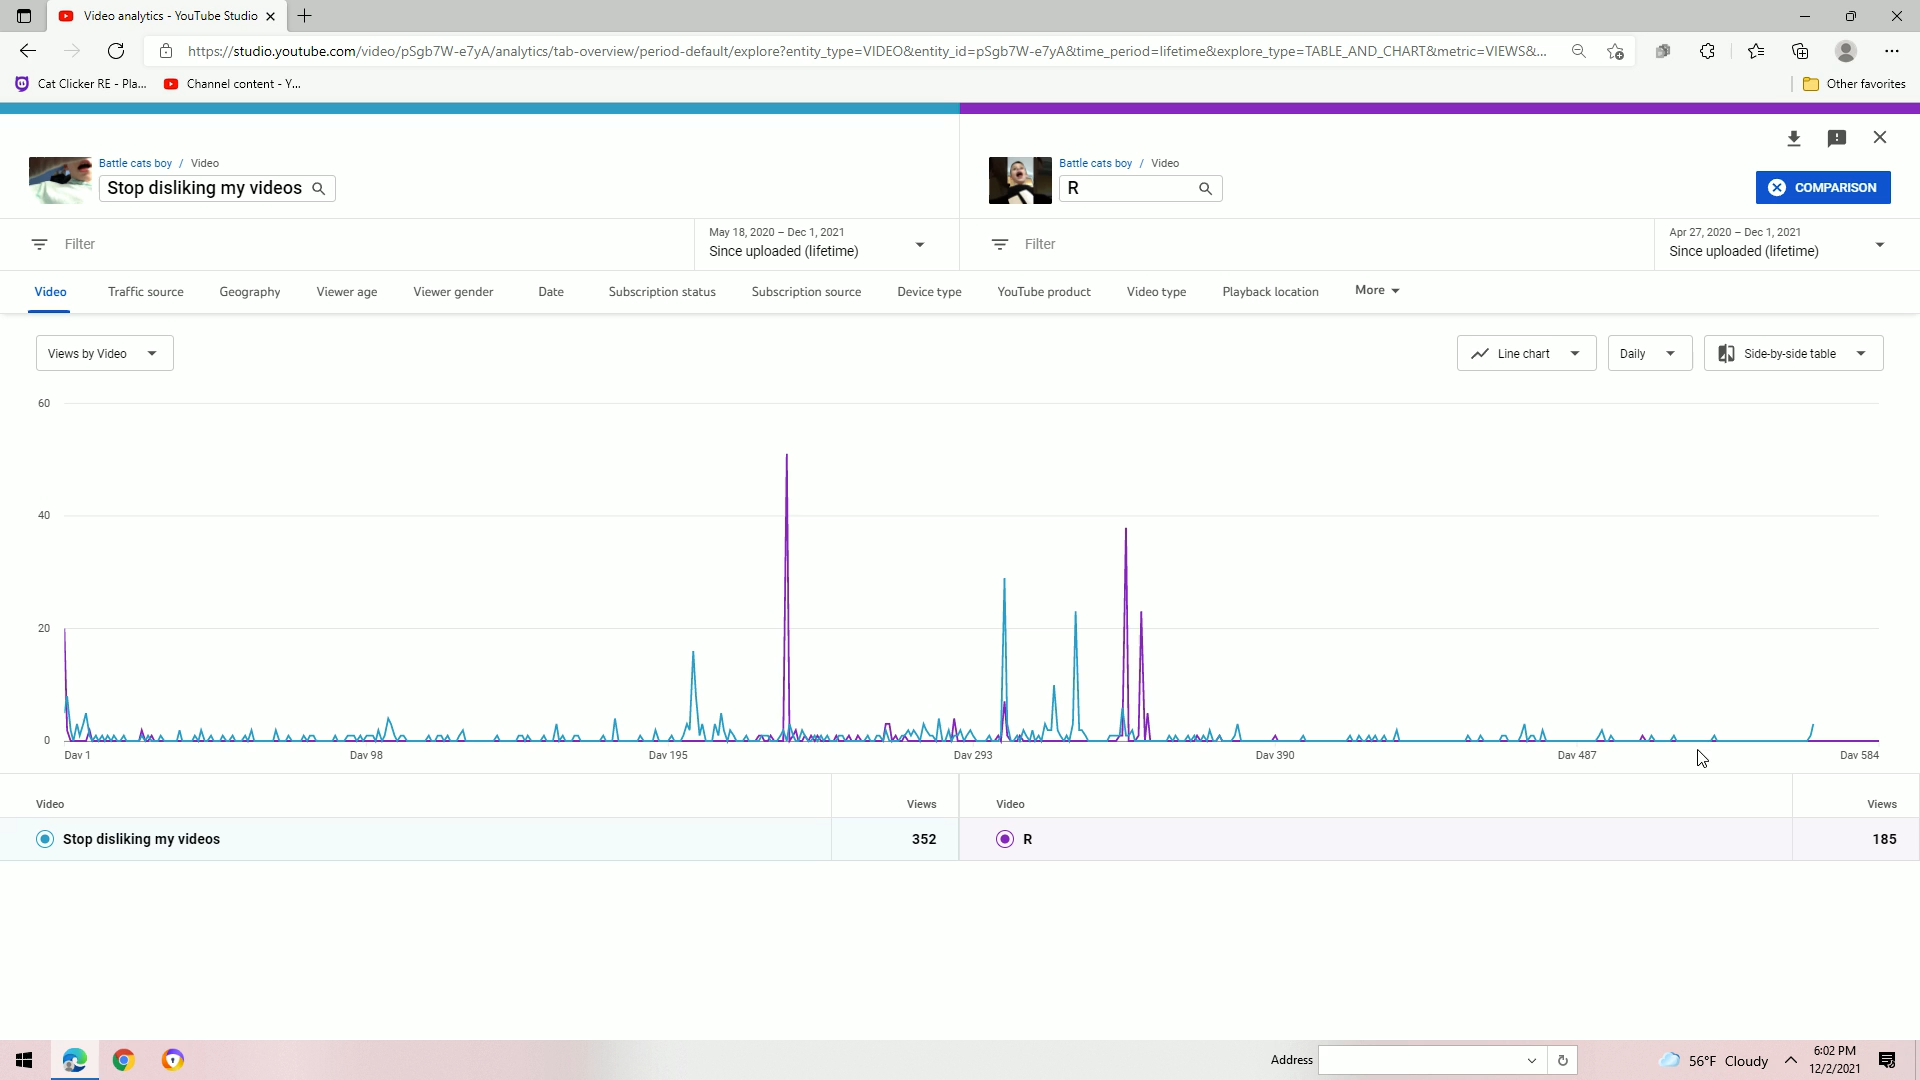 Video analytics - YouTube Studio
https://studio.youtube.com/video/pSgb7W-e7yA/analytics/tab-overview/period-default/explore?entity_type=VIDEO&entity_id=pSgb7W-e7yA&time_period=lifetime&explore_type=TABLE_AND_CHART&metric=VIEWS&...
Cat Clicker RE - Pla... Channel content - Y... Other favorites
Battle cats boy / Video
Stop disliking my videos
Battle cats boy / Video
R
COMPARISON
Filter
May 18, 2020 – Dec 1, 2021
Since uploaded (lifetime)
Filter
Apr 27, 2020 – Dec 1, 2021
Since uploaded (lifetime)
Video Traffic source Geography Viewer age Viewer gender Date Subscription status Subscription source Device type YouTube product Video type Playback location More
Views by Video Line chart Daily Side-by-side table
60
40
20
0
Day 1 Day 98 Day 195 Day 293 Day 390 Day 487 Day 584
Video Views Video Views
Stop disliking my videos 352 R 185
Address 56°F Cloudy
6:02 PM
12/2/2021